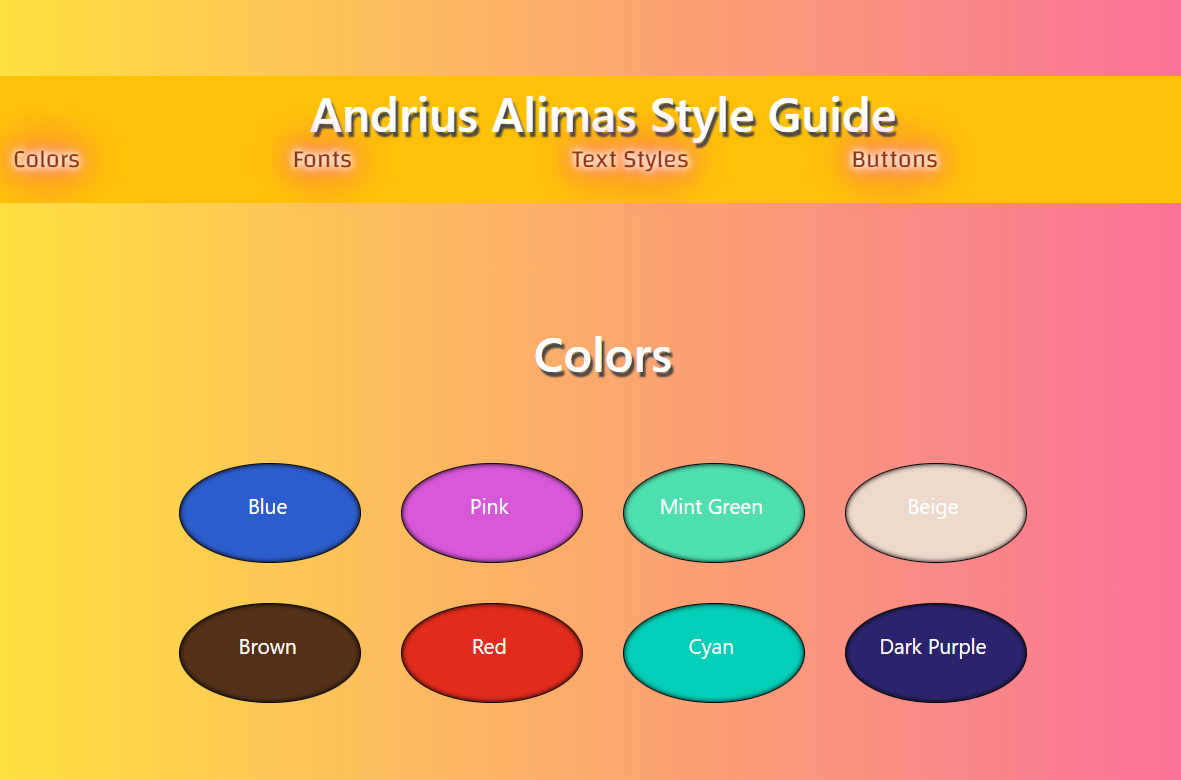 Andrius Alimas Style Guide
Colors Fonts Text Styles Buttons
Colors
Blue Pink Mint Green Beige
Brown Red Cyan Dark Purple